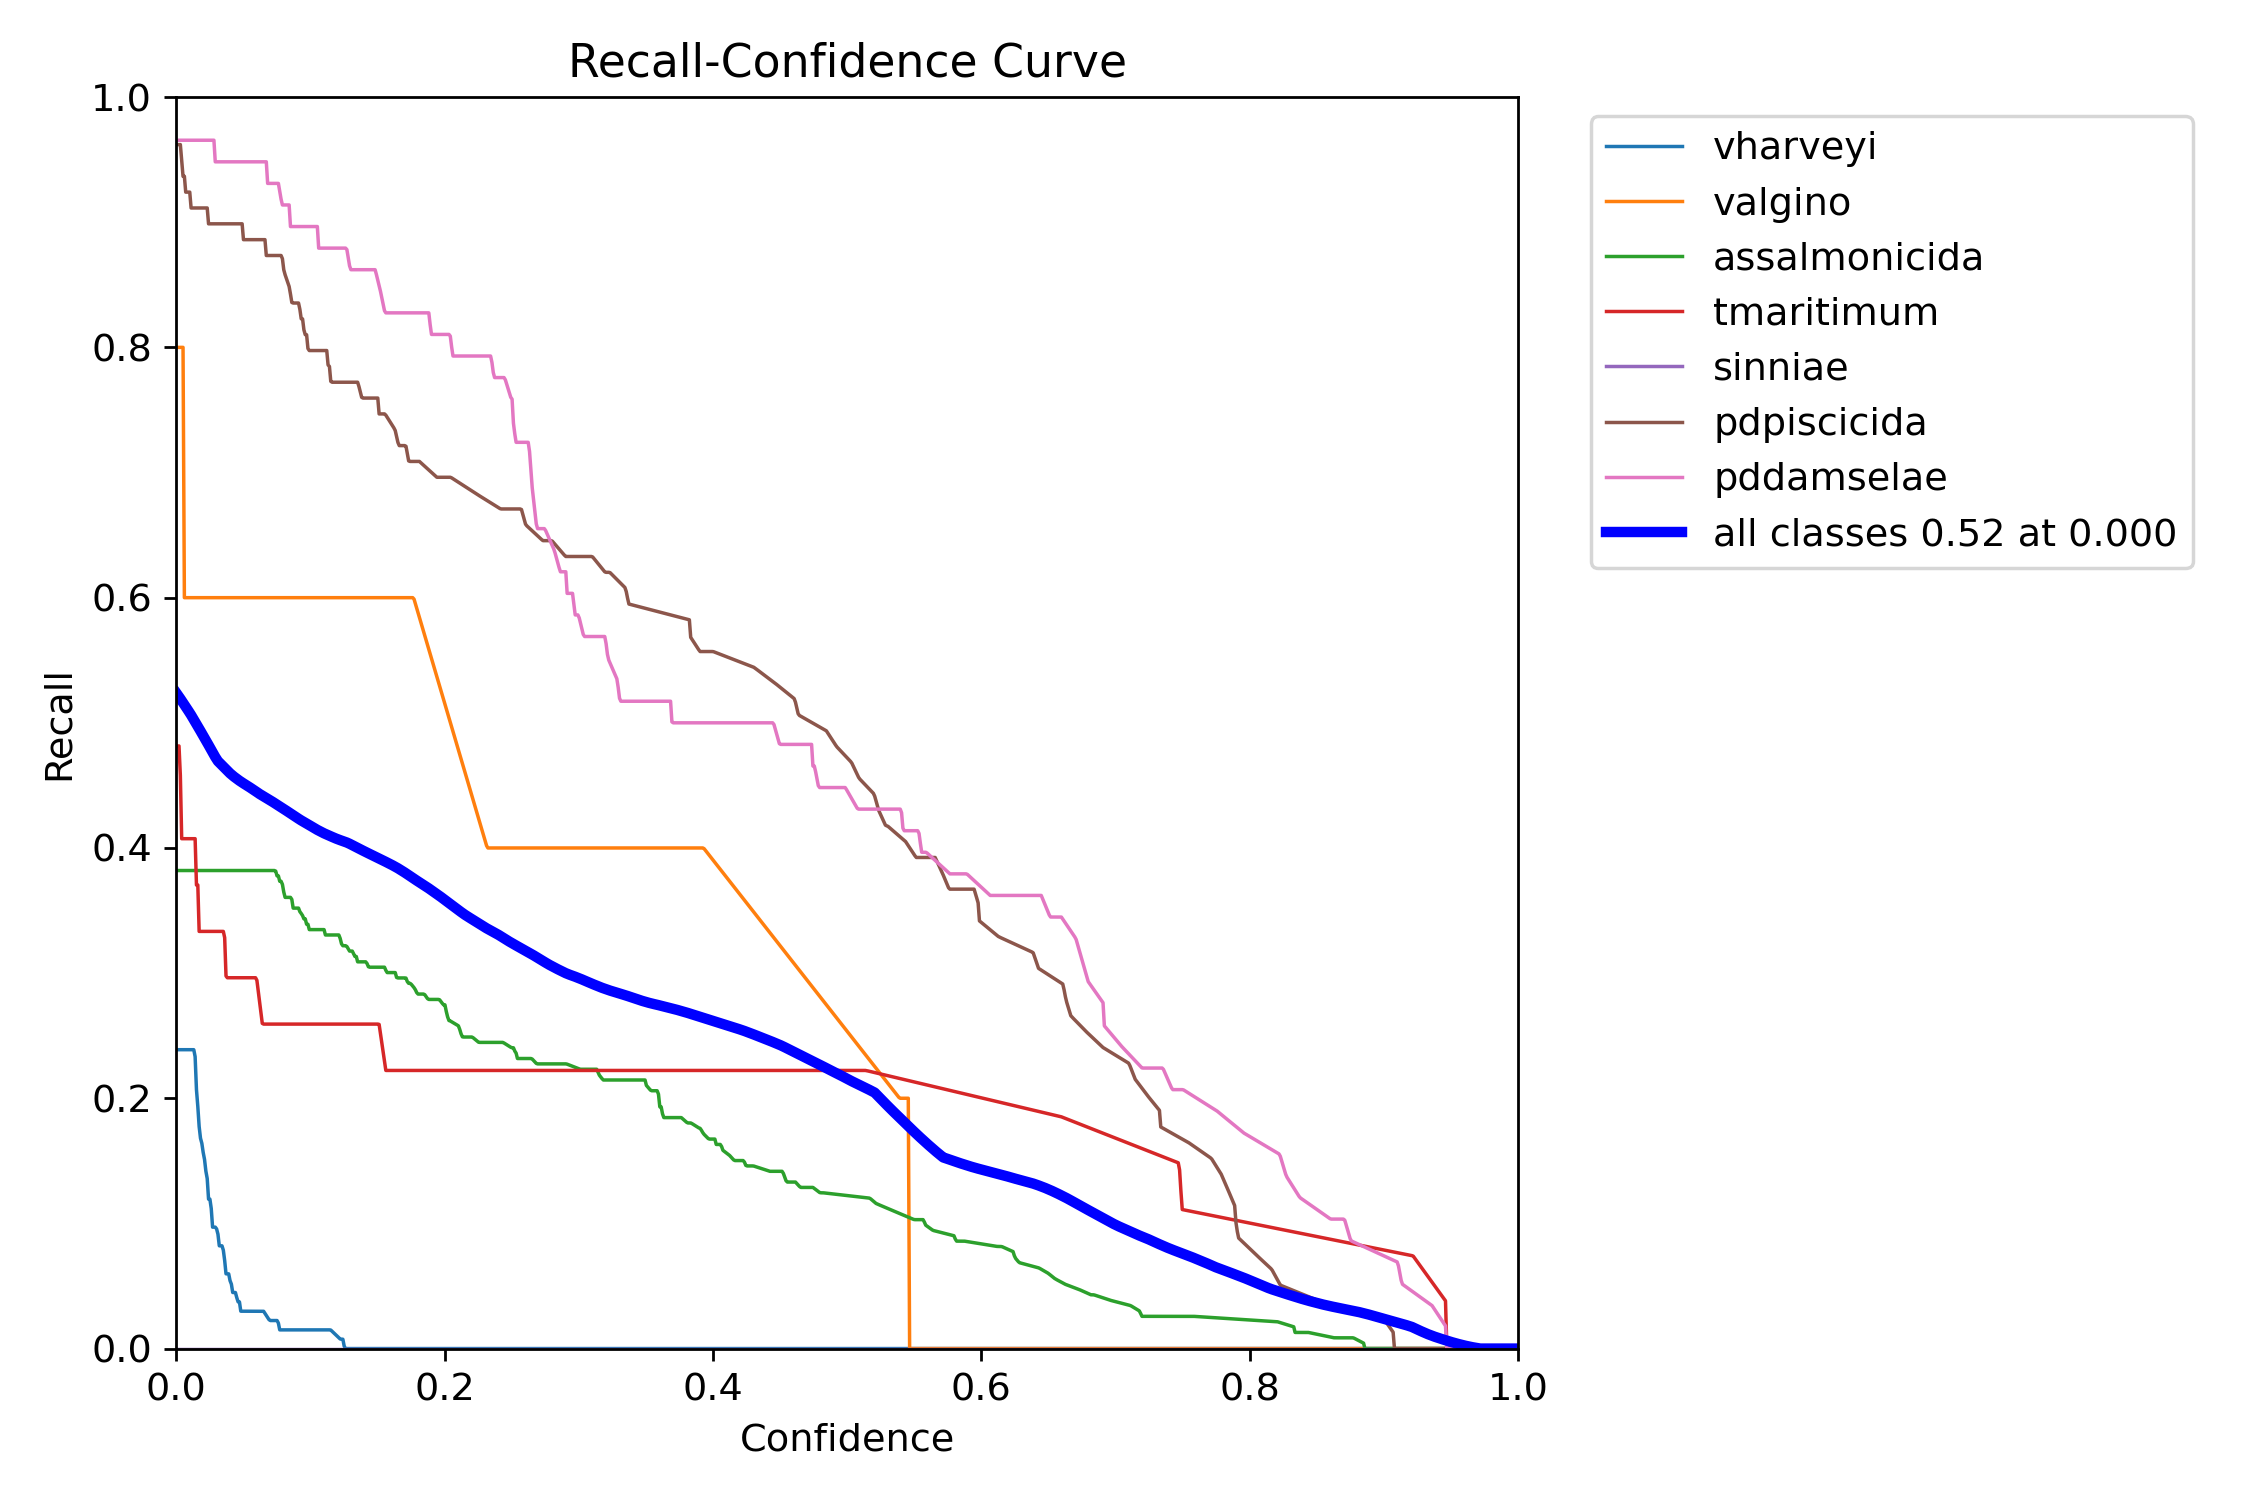 Recall-Confidence Curve
1.0
0.8
0.6
0.4
0.2
0.0
Recall
0.0 0.2 0.4 0.6 0.8 1.0
Confidence
vharveyi
valgino
assalmonicida
tmaritimum
sinniae
pdpiscicida
pddamselae
all classes 0.52 at 0.000